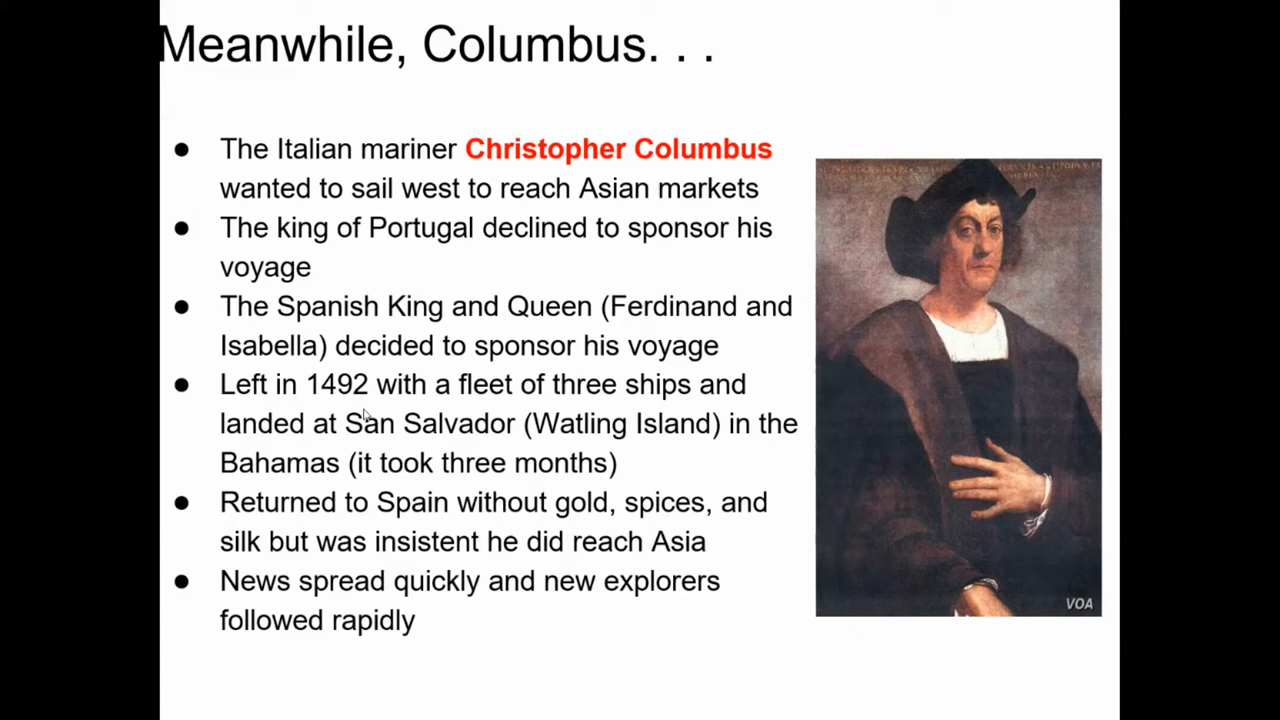 Meanwhile, Columbus. . .
● The Italian mariner Christopher Columbus
wanted to sail west to reach Asian markets
● The king of Portugal declined to sponsor his
voyage
● The Spanish King and Queen (Ferdinand and
Isabella) decided to sponsor his voyage
● Left in 1492 with a fleet of three ships and
landed at San Salvador (Watling Island) in the
Bahamas (it took three months)
● Returned to Spain without gold, spices, and
silk but was insistent he did reach Asia
● News spread quickly and new explorers
followed rapidly
VOA